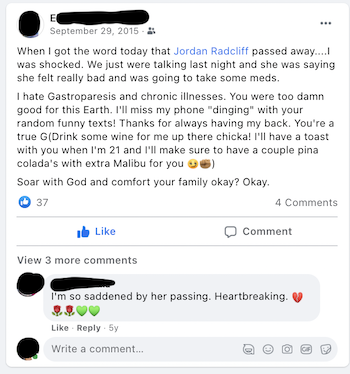 E
September 29, 2015 ·
When I got the word today that Jordan Radcliff passed away....I
was shocked. We just were talking last night and she was saying
she felt really bad and was going to take some meds.
I hate Gastroparesis and chronic illnesses. You were too damn
good for this Earth. I'll miss my phone "dinging" with your
random funny texts! Thanks for always having my back. You're a
true G(Drink some wine for me up there chicka! I'll have a toast
with you when I'm 21 and I'll make sure to have a couple pina
colada's with extra Malibu for you 😏✊🏾)
Soar with God and comfort your family okay? Okay.
37
4 Comments
Like
Comment
View 3 more comments
I'm so saddened by her passing. Heartbreaking. 💔
🌹🌹💚💚
Like · Reply · 5y
Write a comment...
GIF